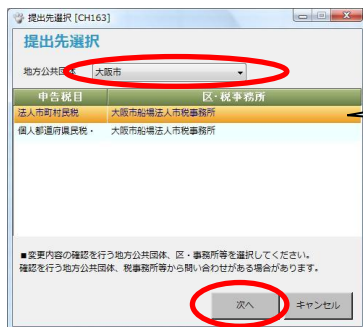 提出先選択 [CH163]
提出先選択
地方公共団体 大阪市
申告税目 区・税事務所
法人市町村民税 大阪市船場法人市税事務所
個人都道府県民税・ 大阪市船場法人市税事務所
■変更内容の確認を行う地方公共団体、区・事務所等を選択してください。
確認を行う地方公共団体、税事務所等から問い合わせがある場合があります。
次へ キャンセル